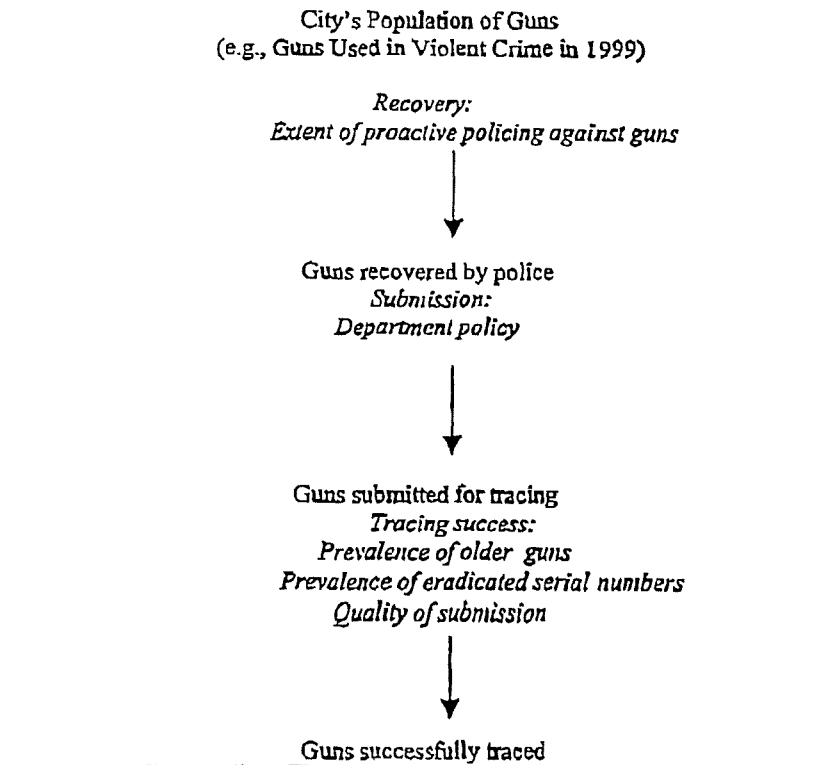 City's Population of Guns
(e.g., Guns Used in Violent Crime in 1999)
Recovery:
Extent of proactive policing against guns
Guns recovered by police
Submission:
Department policy
Guns submitted for tracing
Tracing success:
Prevalence of older guns
Prevalence of eradicated serial numbers
Quality of submission
Guns successfully traced